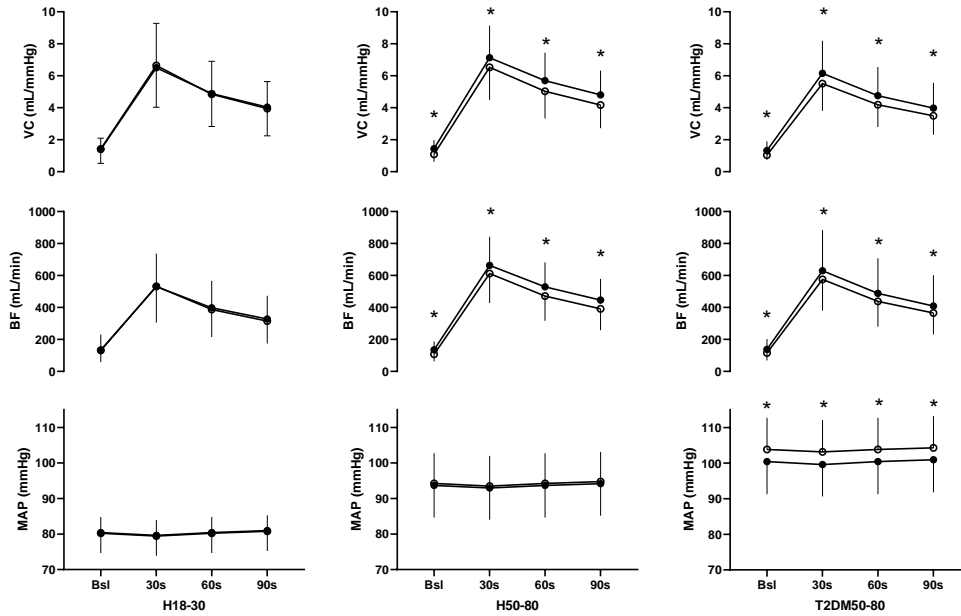 10
8
6
4
2
0
VC (mL/mmHg)
10
8
6
4
2
0
VC (mL/mmHg)
* * * *
10
8
6
4
2
0
VC (mL/mmHg)
* * * *
1000
800
600
400
200
0
BF (mL/min)
1000
800
600
400
200
0
BF (mL/min)
* * * *
1000
800
600
400
200
0
BF (mL/min)
* * * *
110
100
90
80
70
MAP (mmHg)
Bsl 30s 60s 90s
H18-30
110
100
90
80
70
MAP (mmHg)
Bsl 30s 60s 90s
H50-80
110
100
90
80
70
MAP (mmHg)
* * * *
Bsl 30s 60s 90s
T2DM50-80